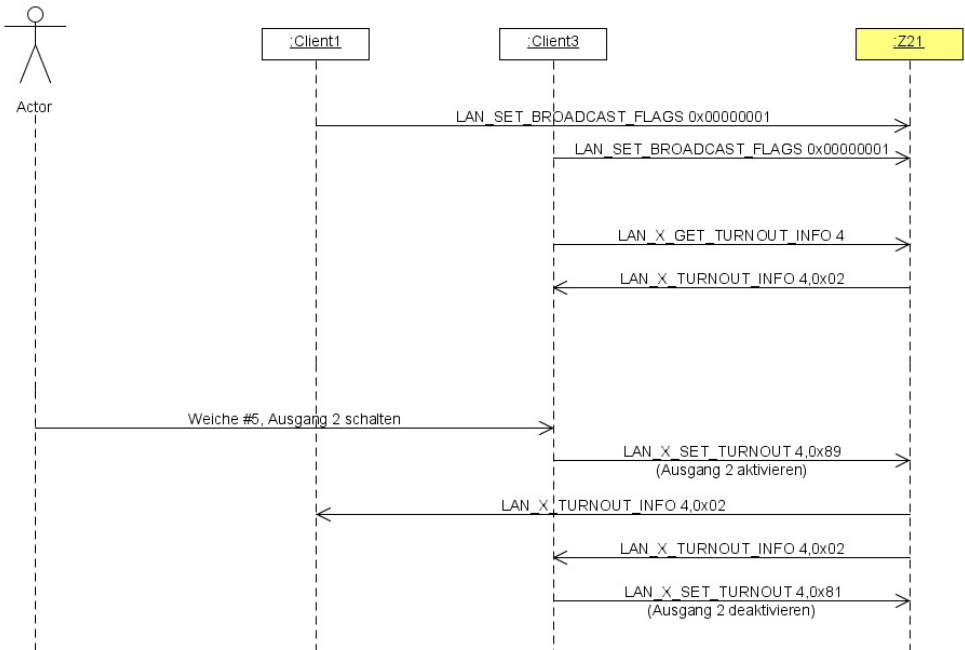 :Client1
:Client3
:Z21
Actor
LAN_SET_BROADCAST_FLAGS 0x00000001
LAN_SET_BROADCAST_FLAGS 0x00000001
LAN_X_GET_TURNOUT_INFO 4
LAN_X_TURNOUT_INFO 4,0x02
Weiche #5, Ausgang 2 schalten
LAN_X_SET_TURNOUT 4,0x89
(Ausgang 2 aktivieren)
LAN_X_TURNOUT_INFO 4,0x02
LAN_X_TURNOUT_INFO 4,0x02
LAN_X_SET_TURNOUT 4,0x81
(Ausgang 2 deaktivieren)